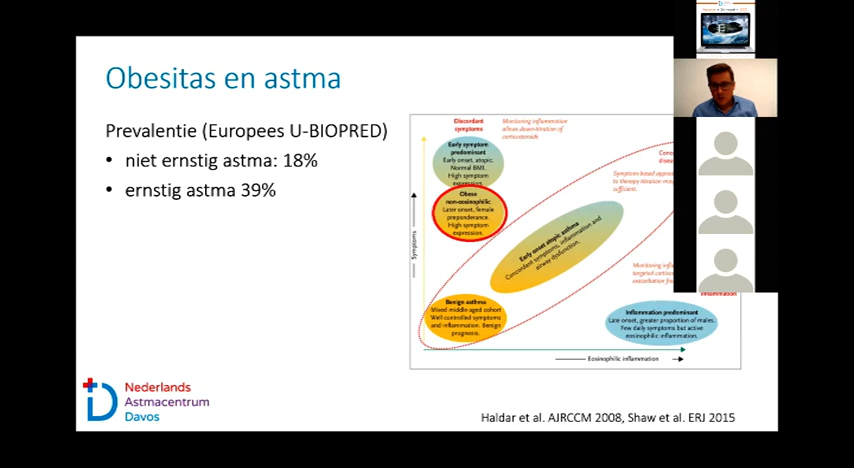 Obesitas en astma
Prevalentie (Europees U-BIOPRED)
• niet ernstig astma: 18%
• ernstig astma 39%
Discordant
symptoms
Monitoring inflammation
allows down-titration of
corticosteroids
Early symptom
predominant
Early onset, atopic.
Normal BMI.
High symptom
expression.
Obese
non-eosinophilic
Later onset, female
preponderance.
High symptom
expression.
Symptom based
to therapy titration
sufficient.
Early onset atopic asthma
Concordant symptoms, inflammation and
airway dysfunction.
Symptoms
Monitoring
targeted
exacerbation
inflammation
Benign asthma
Mixed middle aged cohort
Well controlled symptoms
and inflammation. Benign
prognosis.
Inflammation predominant
Late onset, greater proportion of males.
Few daily symptoms but active
eosinophilic inflammation.
Eosinophilic inflammation
Nederlands
Astmacentrum
Davos
Haldar et al. AJRCCM 2008, Shaw et al. ERJ 2015